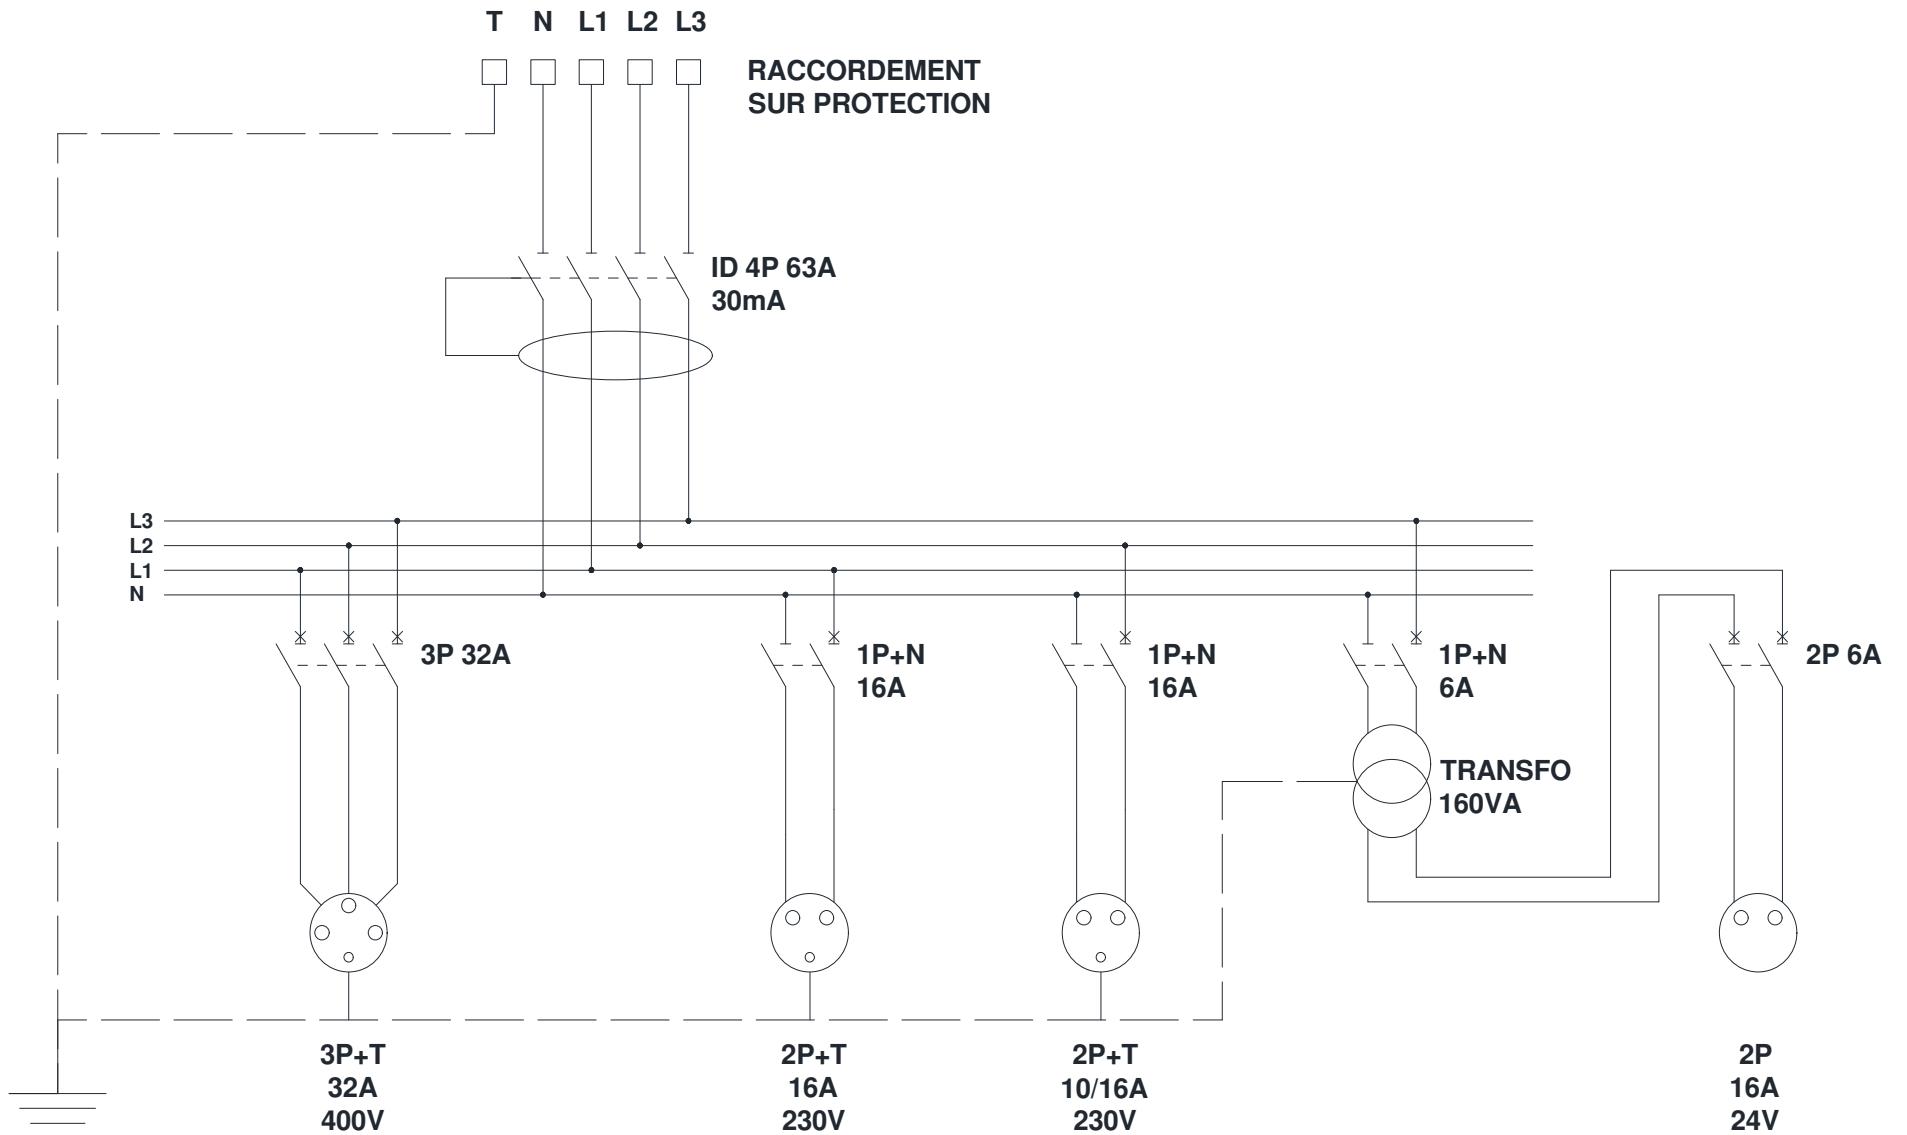 T N L1 L2 L3
RACCORDEMENT
SUR PROTECTION
ID 4P 63A
30mA
L3
L2
L1
N
3P 32A
1P+N
16A
1P+N
16A
1P+N
6A
2P 6A
TRANSFO
160VA
3P+T
32A
400V
2P+T
16A
230V
2P+T
10/16A
230V
2P
16A
24V